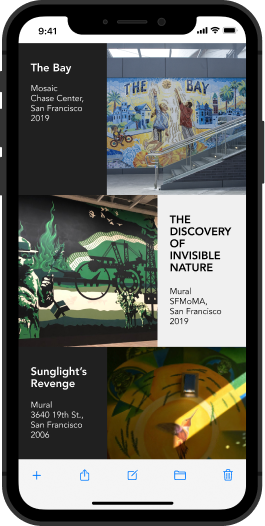 9:41
The Bay
Mosaic
Chase Center,
San Francisco
2019
THE BAY
THE
DISCOVERY
OF
INVISIBLE
NATURE
Mural
SFMoMA,
San Francisco
2019
Sunglight's
Revenge
Mural
3640 19th St.,
San Francisco
2006